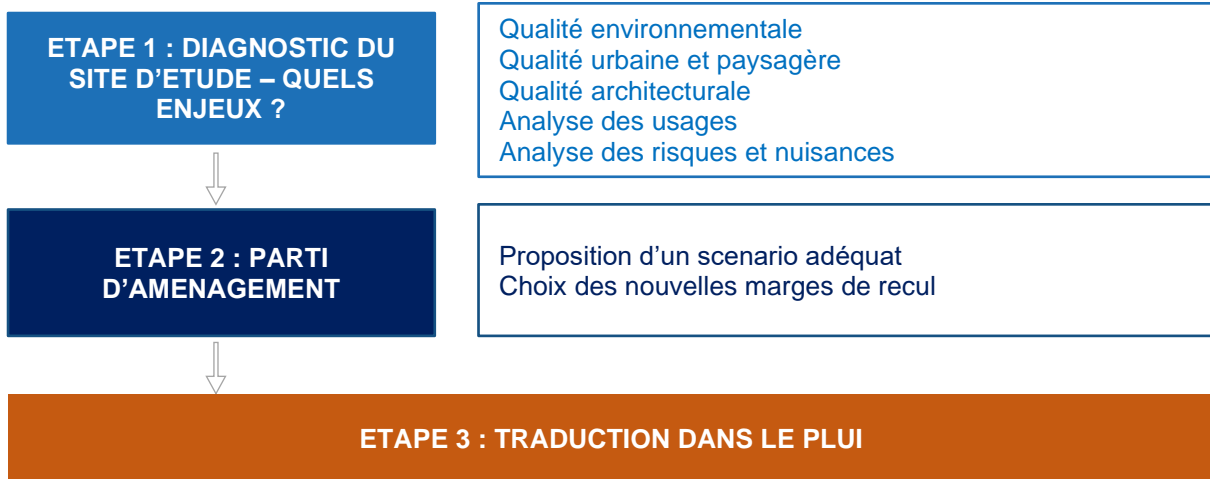 ETAPE 1 : DIAGNOSTIC DU
SITE D’ETUDE – QUELS
ENJEUX ?
Qualité environnementale
Qualité urbaine et paysagère
Qualité architecturale
Analyse des usages
Analyse des risques et nuisances
ETAPE 2 : PARTI
D’AMENAGEMENT
Proposition d’un scenario adéquat
Choix des nouvelles marges de recul
ETAPE 3 : TRADUCTION DANS LE PLUI